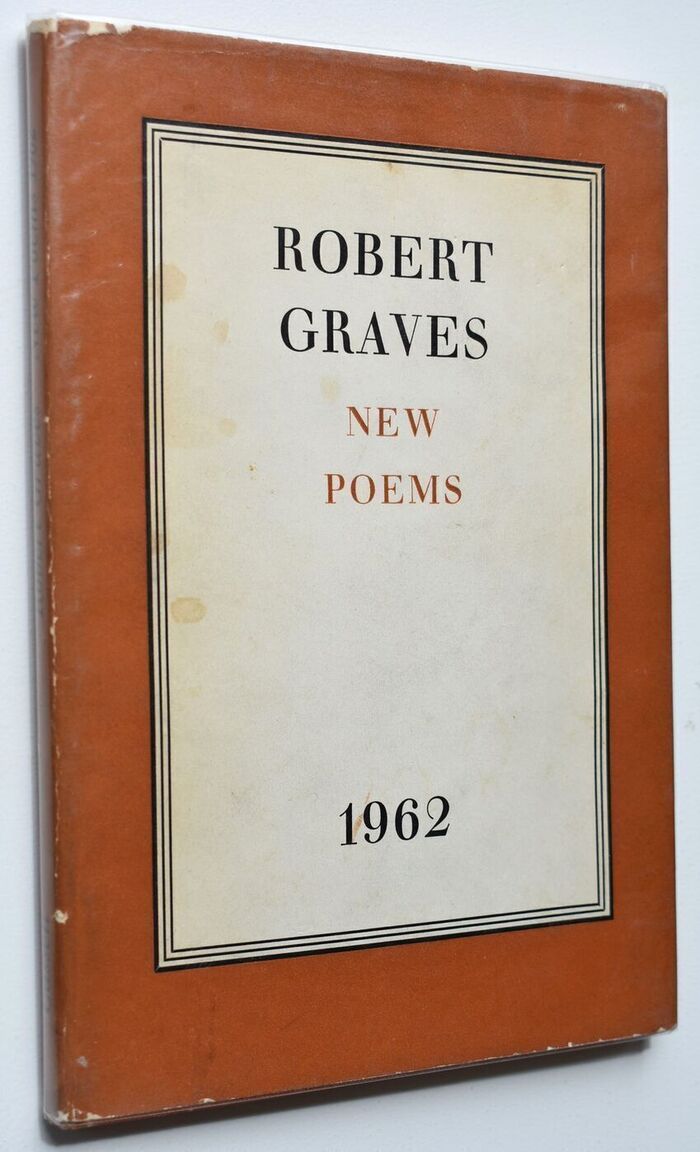 ROBERT
GRAVES
NEW
POEMS
1962